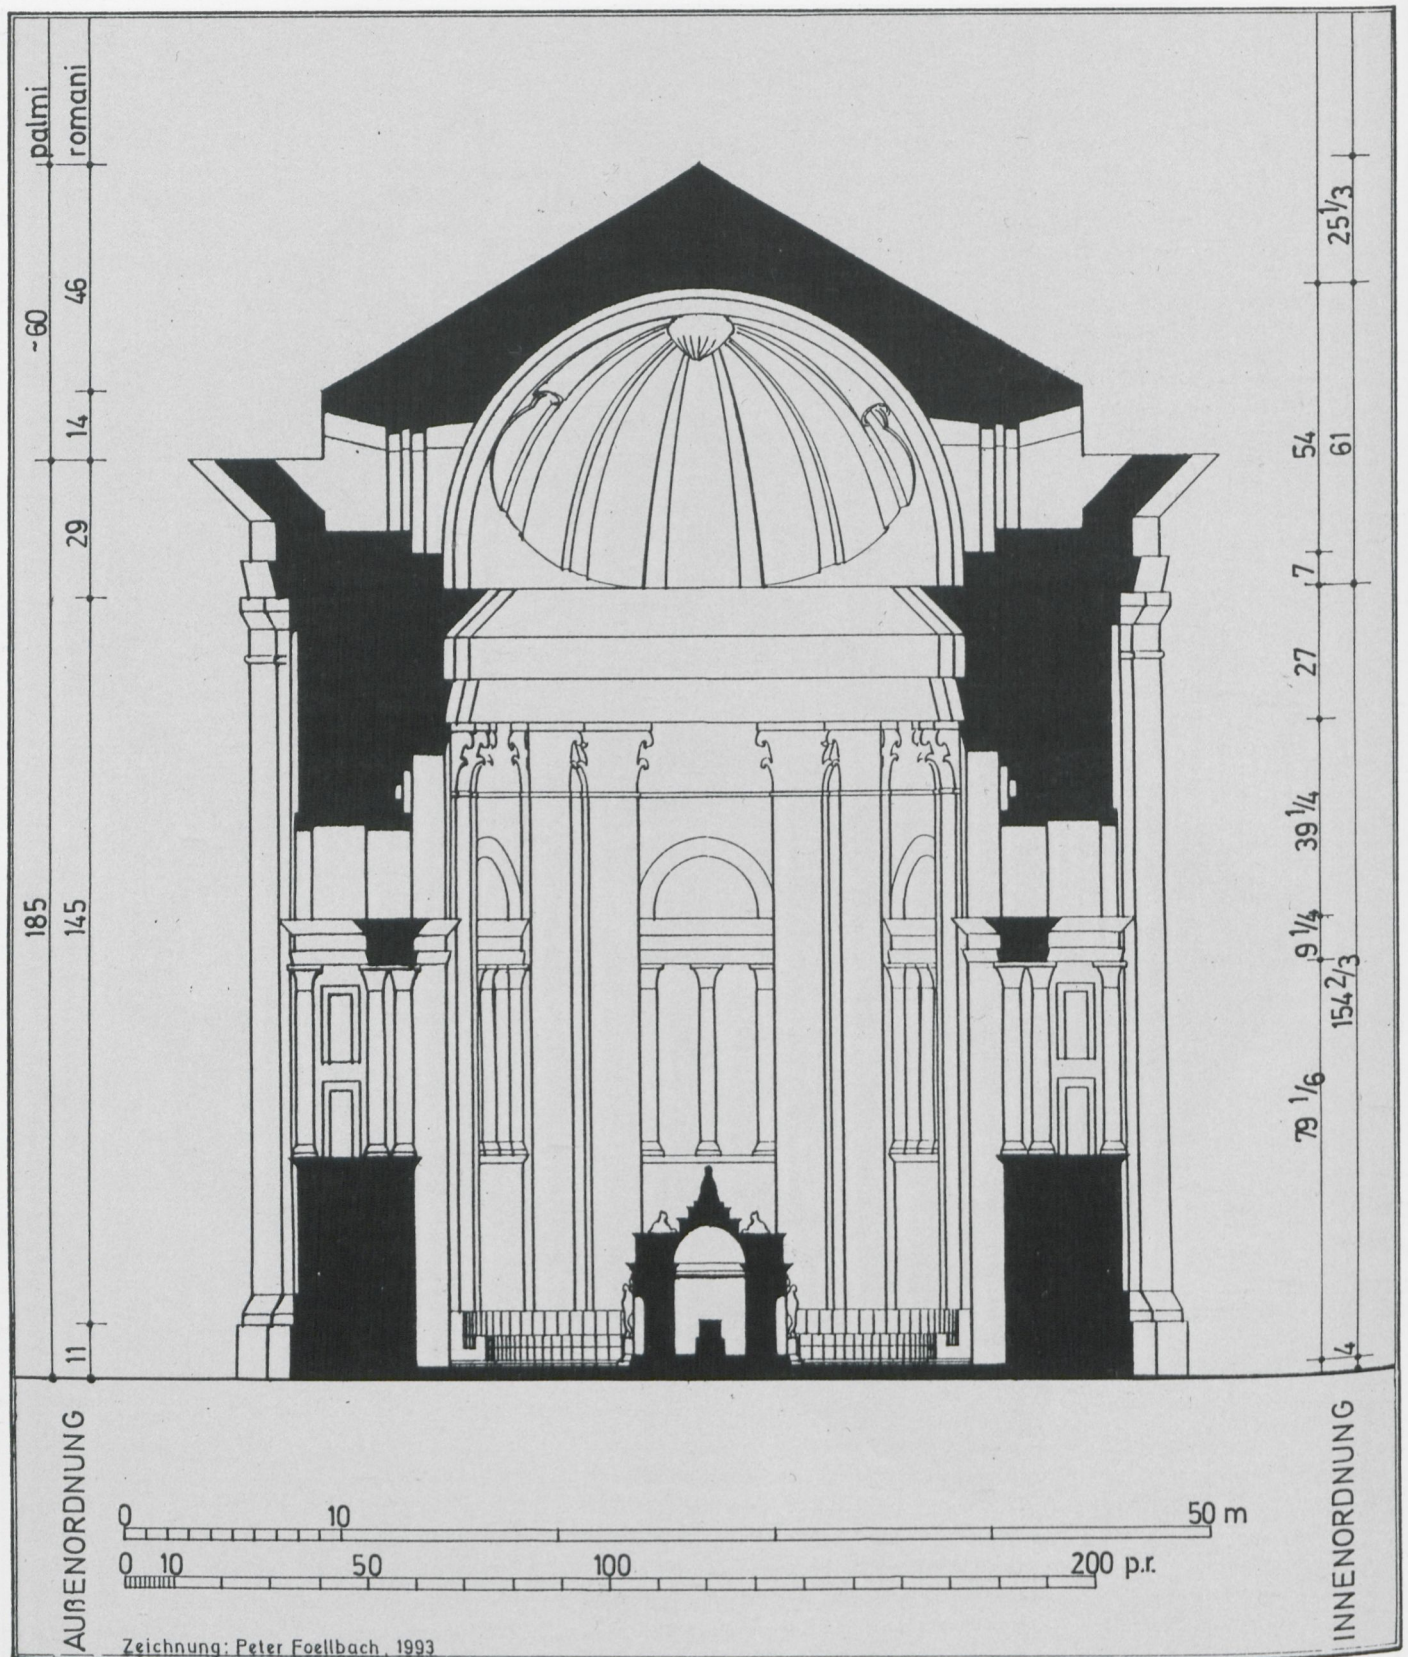 palmi
romani
~60
46
14
29
185
145
11
AUßENORDNUNG
25 1/3
54
61
7
27
39 1/4
9 1/4
154 2/3
79 1/6
4
INNENORDNUNG
0 10 50 m
0 10 50 100 200 p.r.
Zeichnung: Peter Foellbach, 1993